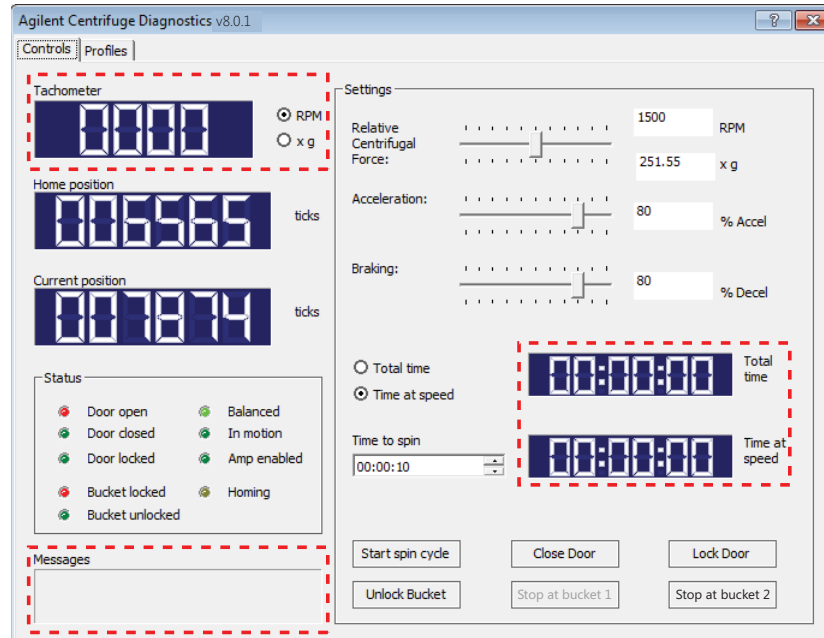 Agilent Centrifuge Diagnostics v8.0.1
Controls
Profiles
Tachometer
0000
RPM
x g
Home position
006565
ticks
Current position
007874
ticks
Status
Door open
Balanced
Door closed
In motion
Door locked
Amp enabled
Bucket locked
Homing
Bucket unlocked
Messages
Settings
Relative
Centrifugal
Force:
1500
RPM
251.55
x g
Acceleration:
80
% Accel
Braking:
80
% Decel
Total time
Time at speed
00:00:00
Total
time
Time to spin
00:00:10
00:00:00
Time at
speed
Start spin cycle
Close Door
Lock Door
Unlock Bucket
Stop at bucket 1
Stop at bucket 2